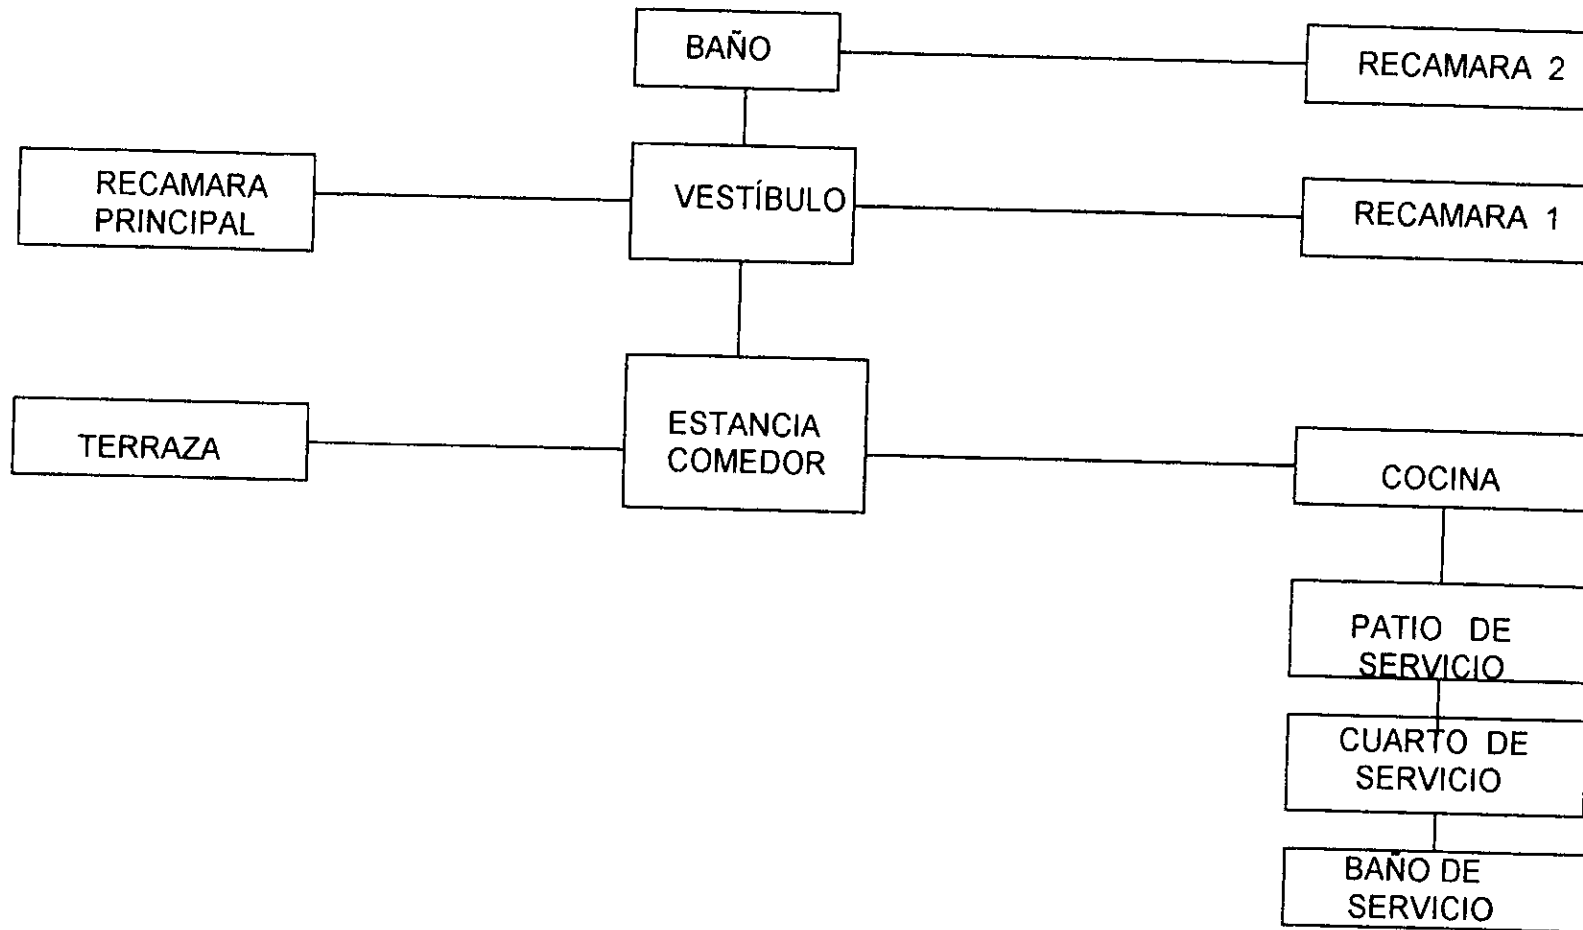 BAÑO
RECAMARA 2
RECAMARA
PRINCIPAL
VESTÍBULO
RECAMARA 1
TERRAZA
ESTANCIA
COMEDOR
COCINA
PATIO DE
SERVICIO
CUARTO DE
SERVICIO
BAÑO DE
SERVICIO